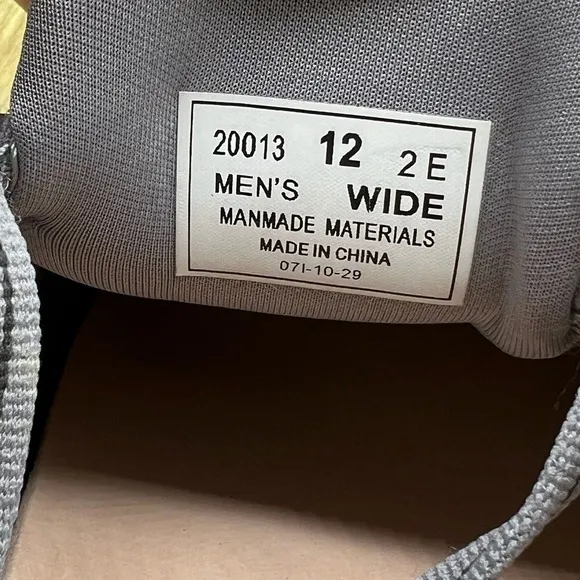 20013 12 2E
MEN'S WIDE
MANMADE MATERIALS
MADE IN CHINA
07I-10-29